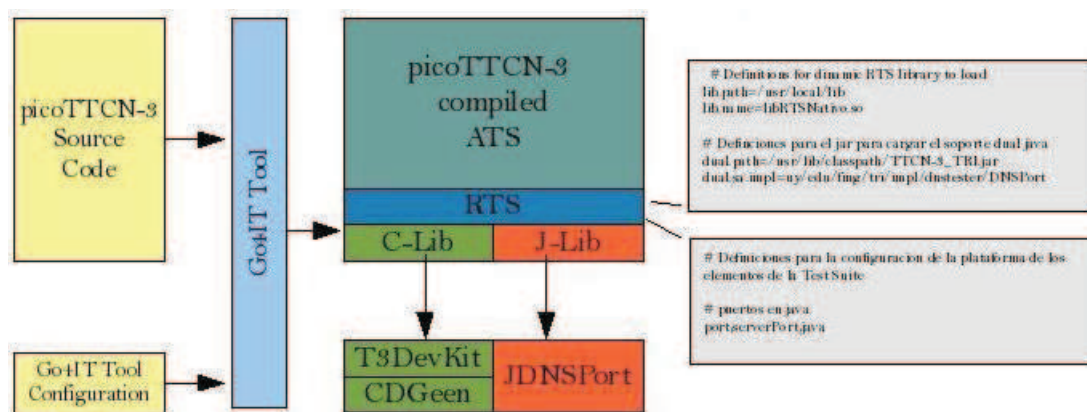 picoTTCN-3
Source
Code
Go4IT Tool
Configuration
Go4IT Tool
picoTTCN-3
compiled
ATS
RTS
C-Lib
J-Lib
T3DevKit
CDGeen
JDNSPort
# Definitions for dinamic RTS library to load
lib.path=/usr/local/lib
lib.name=libRTSNativo.so
# Definciones para el jar para cargar el soporte dual java
dual.path=/usr/lib/classpath/TTCN-3_TRI.jar
dual.sa.impl=uy/edu/fing/tri/impl/dnstester/DNSPort
# Definiciones para la configuracion de la plataforma de los
elementos de la Test Suite
# puertos en java
port,serverPort,java